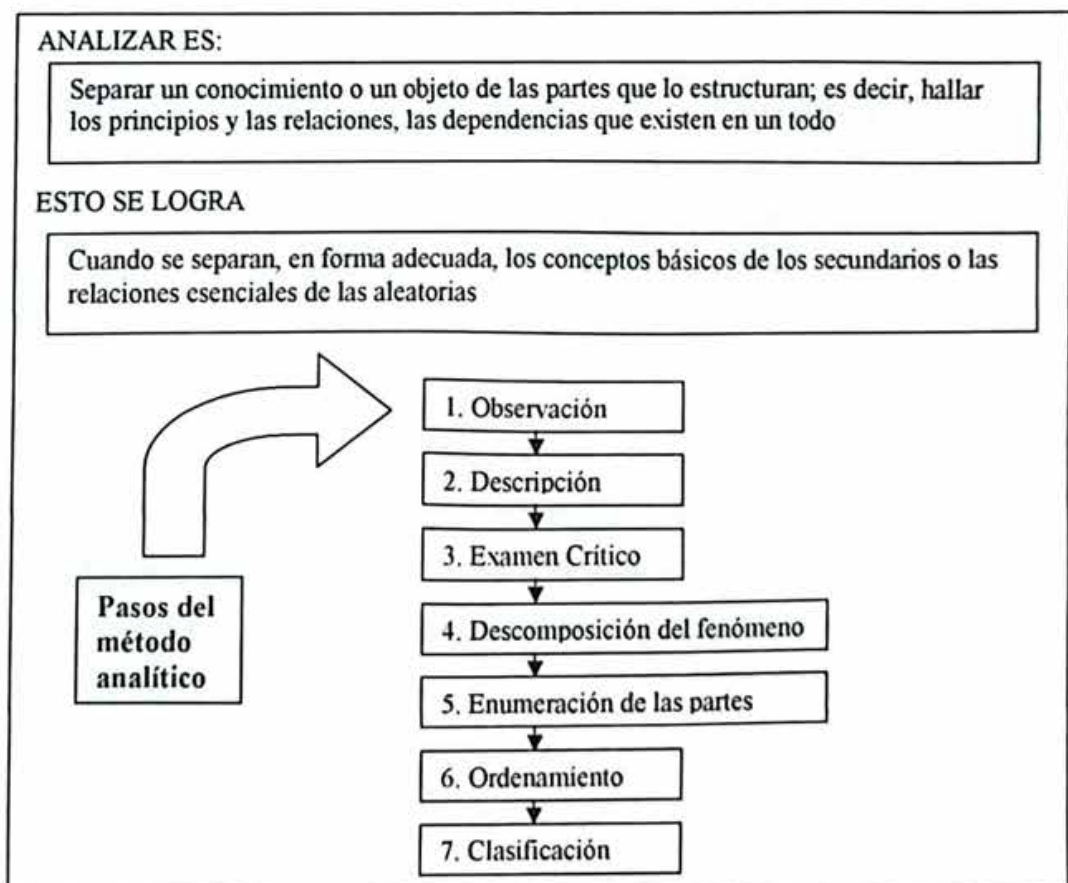 ANALIZAR ES:
Separar un conocimiento o un objeto de las partes que lo estructuran; es decir, hallar
los principios y las relaciones, las dependencias que existen en un todo
ESTO SE LOGRA
Cuando se separan, en forma adecuada, los conceptos básicos de los secundarios o las
relaciones esenciales de las aleatorias
Pasos del
método
analítico
1. Observación
2. Descripción
3. Examen Crítico
4. Descomposición del fenómeno
5. Enumeración de las partes
6. Ordenamiento
7. Clasificación